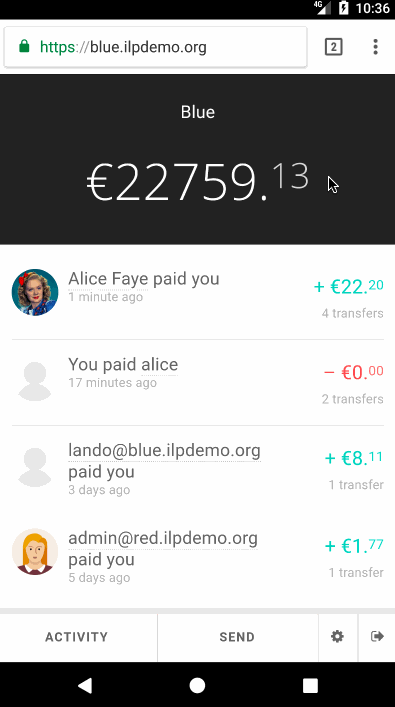 4G 10:36
https://blue.ilpdemo.org 2
Blue
€22759.13
Alice Faye paid you + €22.20
1 minute ago 4 transfers
You paid alice – €0.00
17 minutes ago 2 transfers
lando@blue.ilpdemo.org + €8.11
paid you
3 days ago 1 transfer
admin@red.ilpdemo.org + €1.77
paid you
5 days ago 1 transfer
ACTIVITY SEND